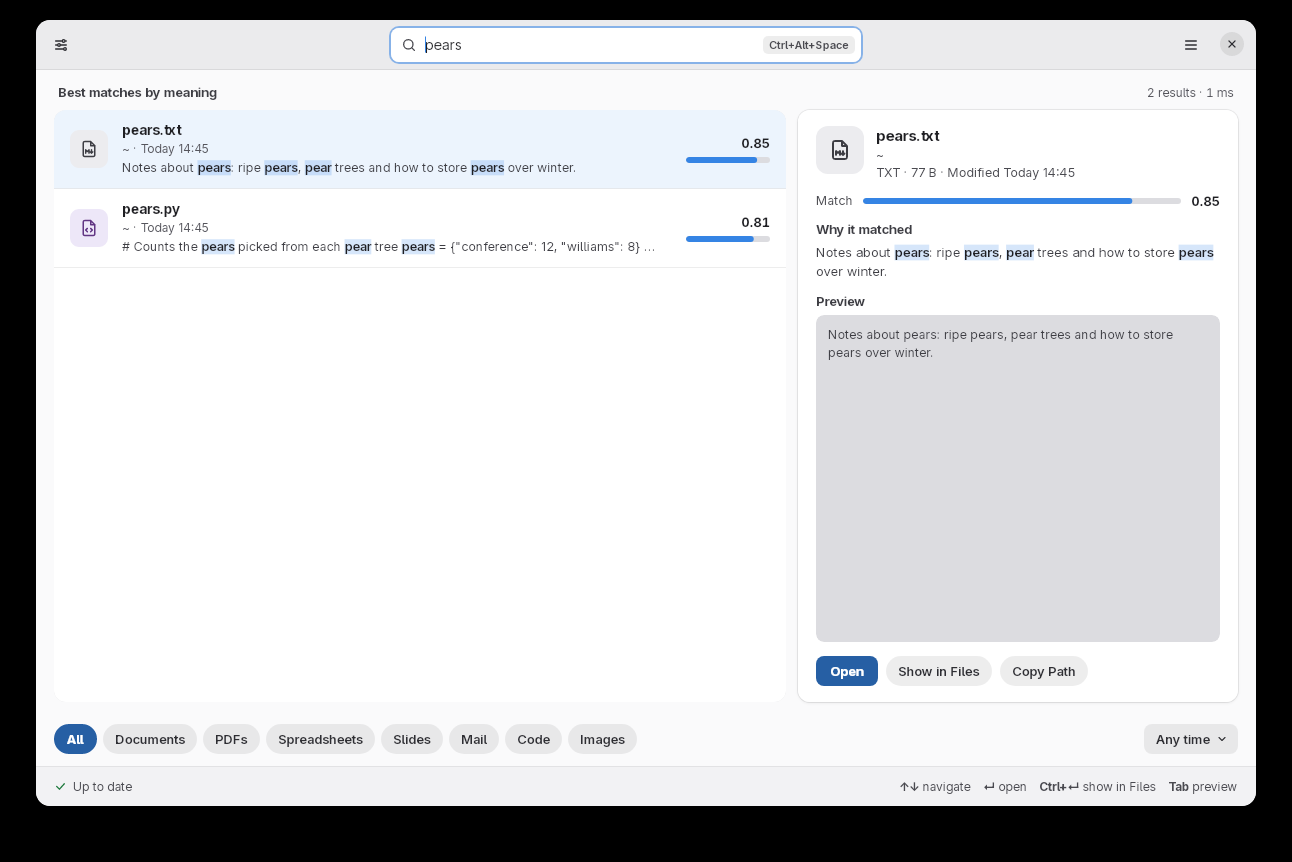 pears
Ctrl+Alt+Space
Best matches by meaning
2 results · 1 ms
pears.txt
~ · Today 14:45
Notes about pears: ripe pears, pear trees and how to store pears over winter.
0.85
pears.py
~ · Today 14:45
# Counts the pears picked from each pear tree pears = {"conference": 12, "williams": 8} …
0.81
pears.txt
~
TXT · 77 B · Modified Today 14:45
Match 0.85
Why it matched
Notes about pears: ripe pears, pear trees and how to store pears
over winter.
Preview
Notes about pears: ripe pears, pear trees and how to store
pears over winter.
Open Show in Files Copy Path
All Documents PDFs Spreadsheets Slides Mail Code Images Any time
Up to date
↑↓ navigate ↵ open Ctrl+↵ show in Files Tab preview